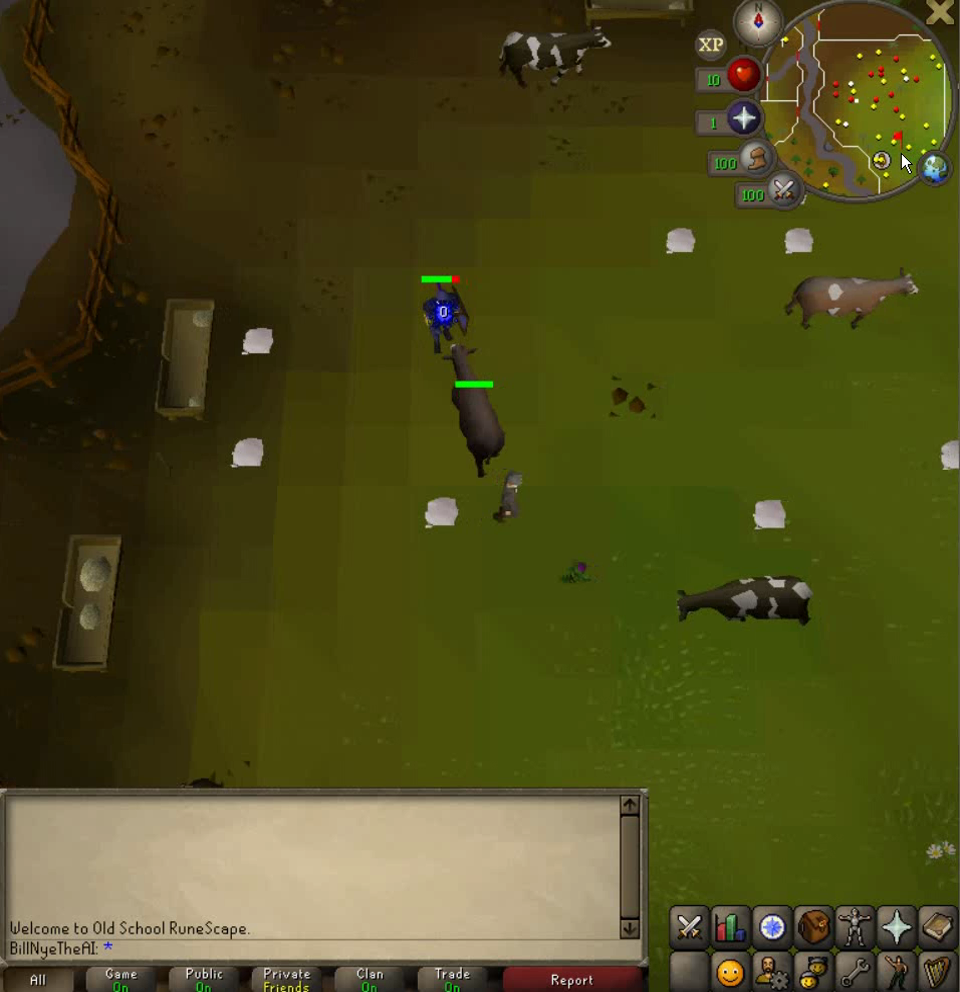 N
XP
10
1
100
100
0
Welcome to Old School RuneScape.
BillNyeTheAI: *
All
Game
On
Public
On
Private
Friends
Clan
On
Trade
On
Report